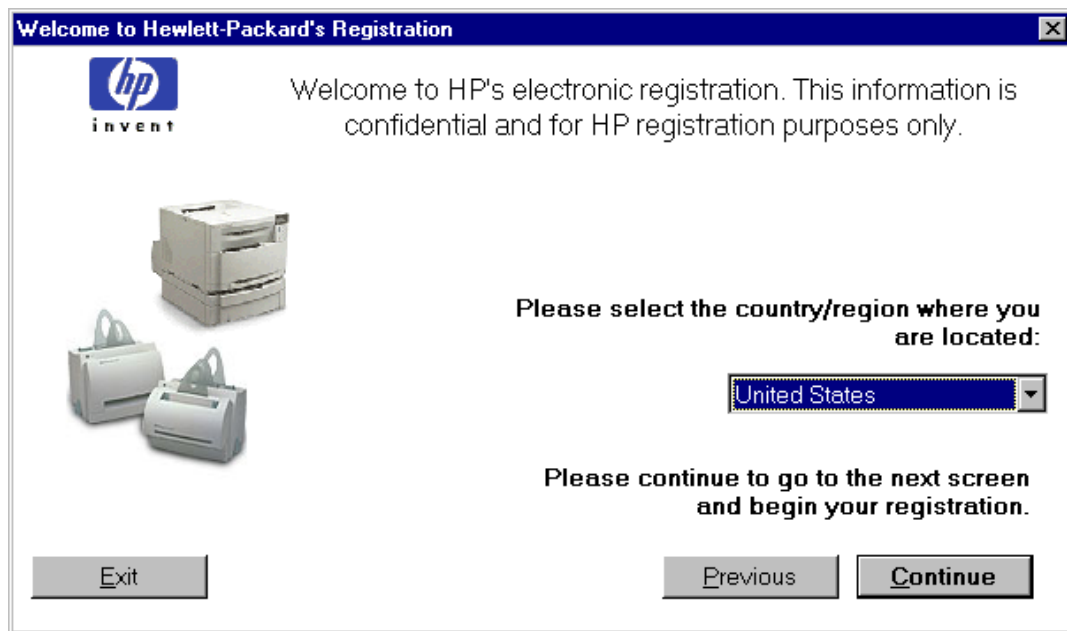 Welcome to Hewlett-Packard's Registration
hp
invent
Welcome to HP's electronic registration. This information is
confidential and for HP registration purposes only.
Please select the country/region where you
are located:
United States
Please continue to go to the next screen
and begin your registration.
Exit
Previous
Continue